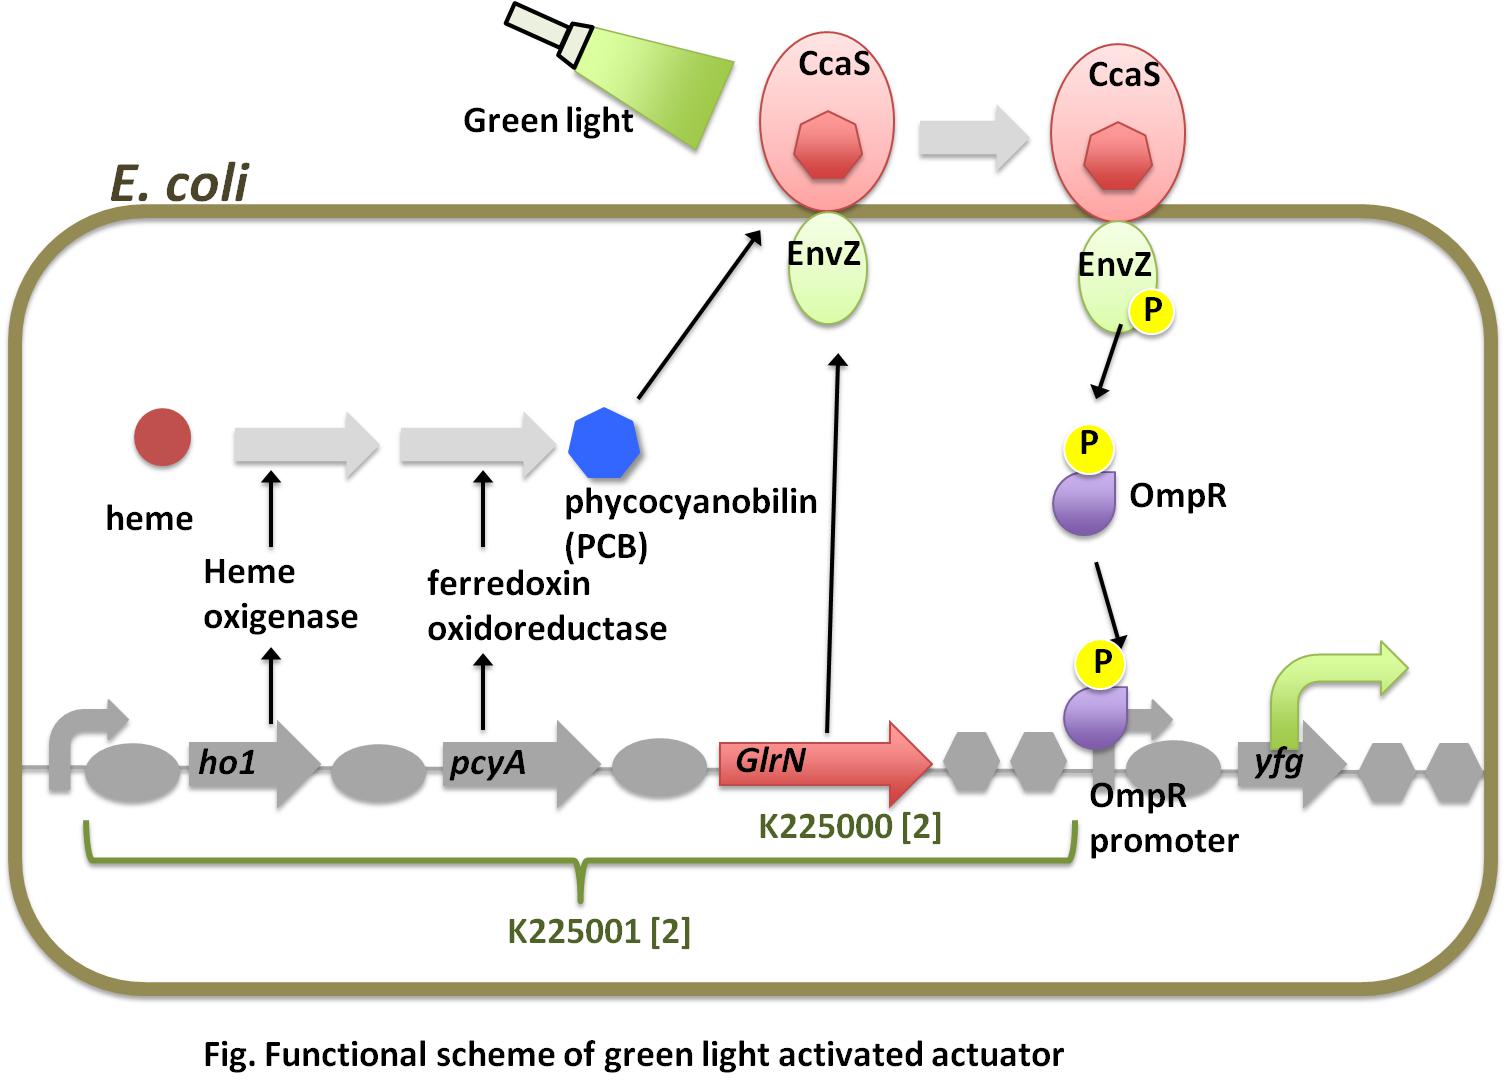 Green light
CcaS
CcaS
E. coli
EnvZ
EnvZ
P
P
OmpR
heme
phycocyanobilin
(PCB)
Heme
oxigenase
ferredoxin
oxidoreductase
P
ho1
pcyA
GlrN
yfg
OmpR
promoter
K225000 [2]
K225001 [2]
Fig. Functional scheme of green light activated actuator